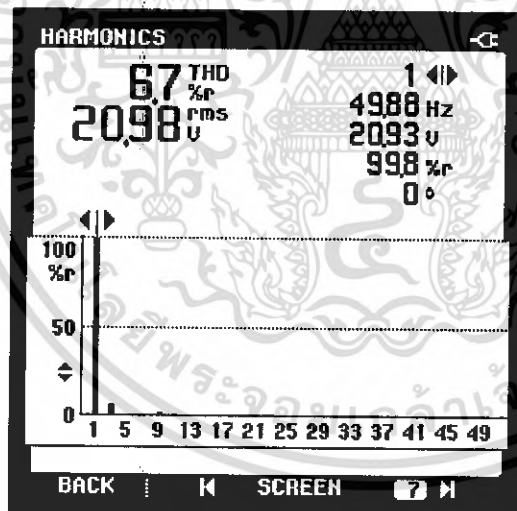 HARMONICS
6.7 THD %r
20.98 rms V
1
49.88 Hz
20.93 V
99.8 %r
0 °
100
%r
50
0
1 5 9 13 17 21 25 29 33 37 41 45 49
BACK SCREEN ?